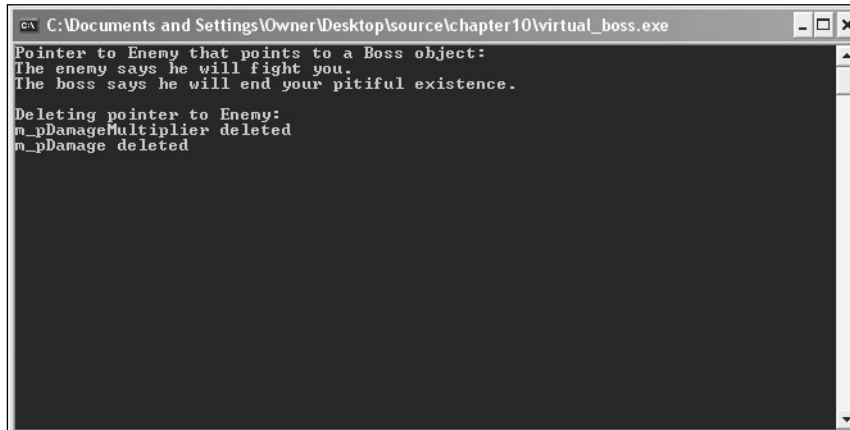 C:\Documents and Settings\Owner\Desktop\source\chapter10\virtual_boss.exe
Pointer to Enemy that points to a Boss object:
The enemy says he will fight you.
The boss says he will end your pitiful existence.
Deleting pointer to Enemy:
m_pDamageMultiplier deleted
m_pDamage deleted